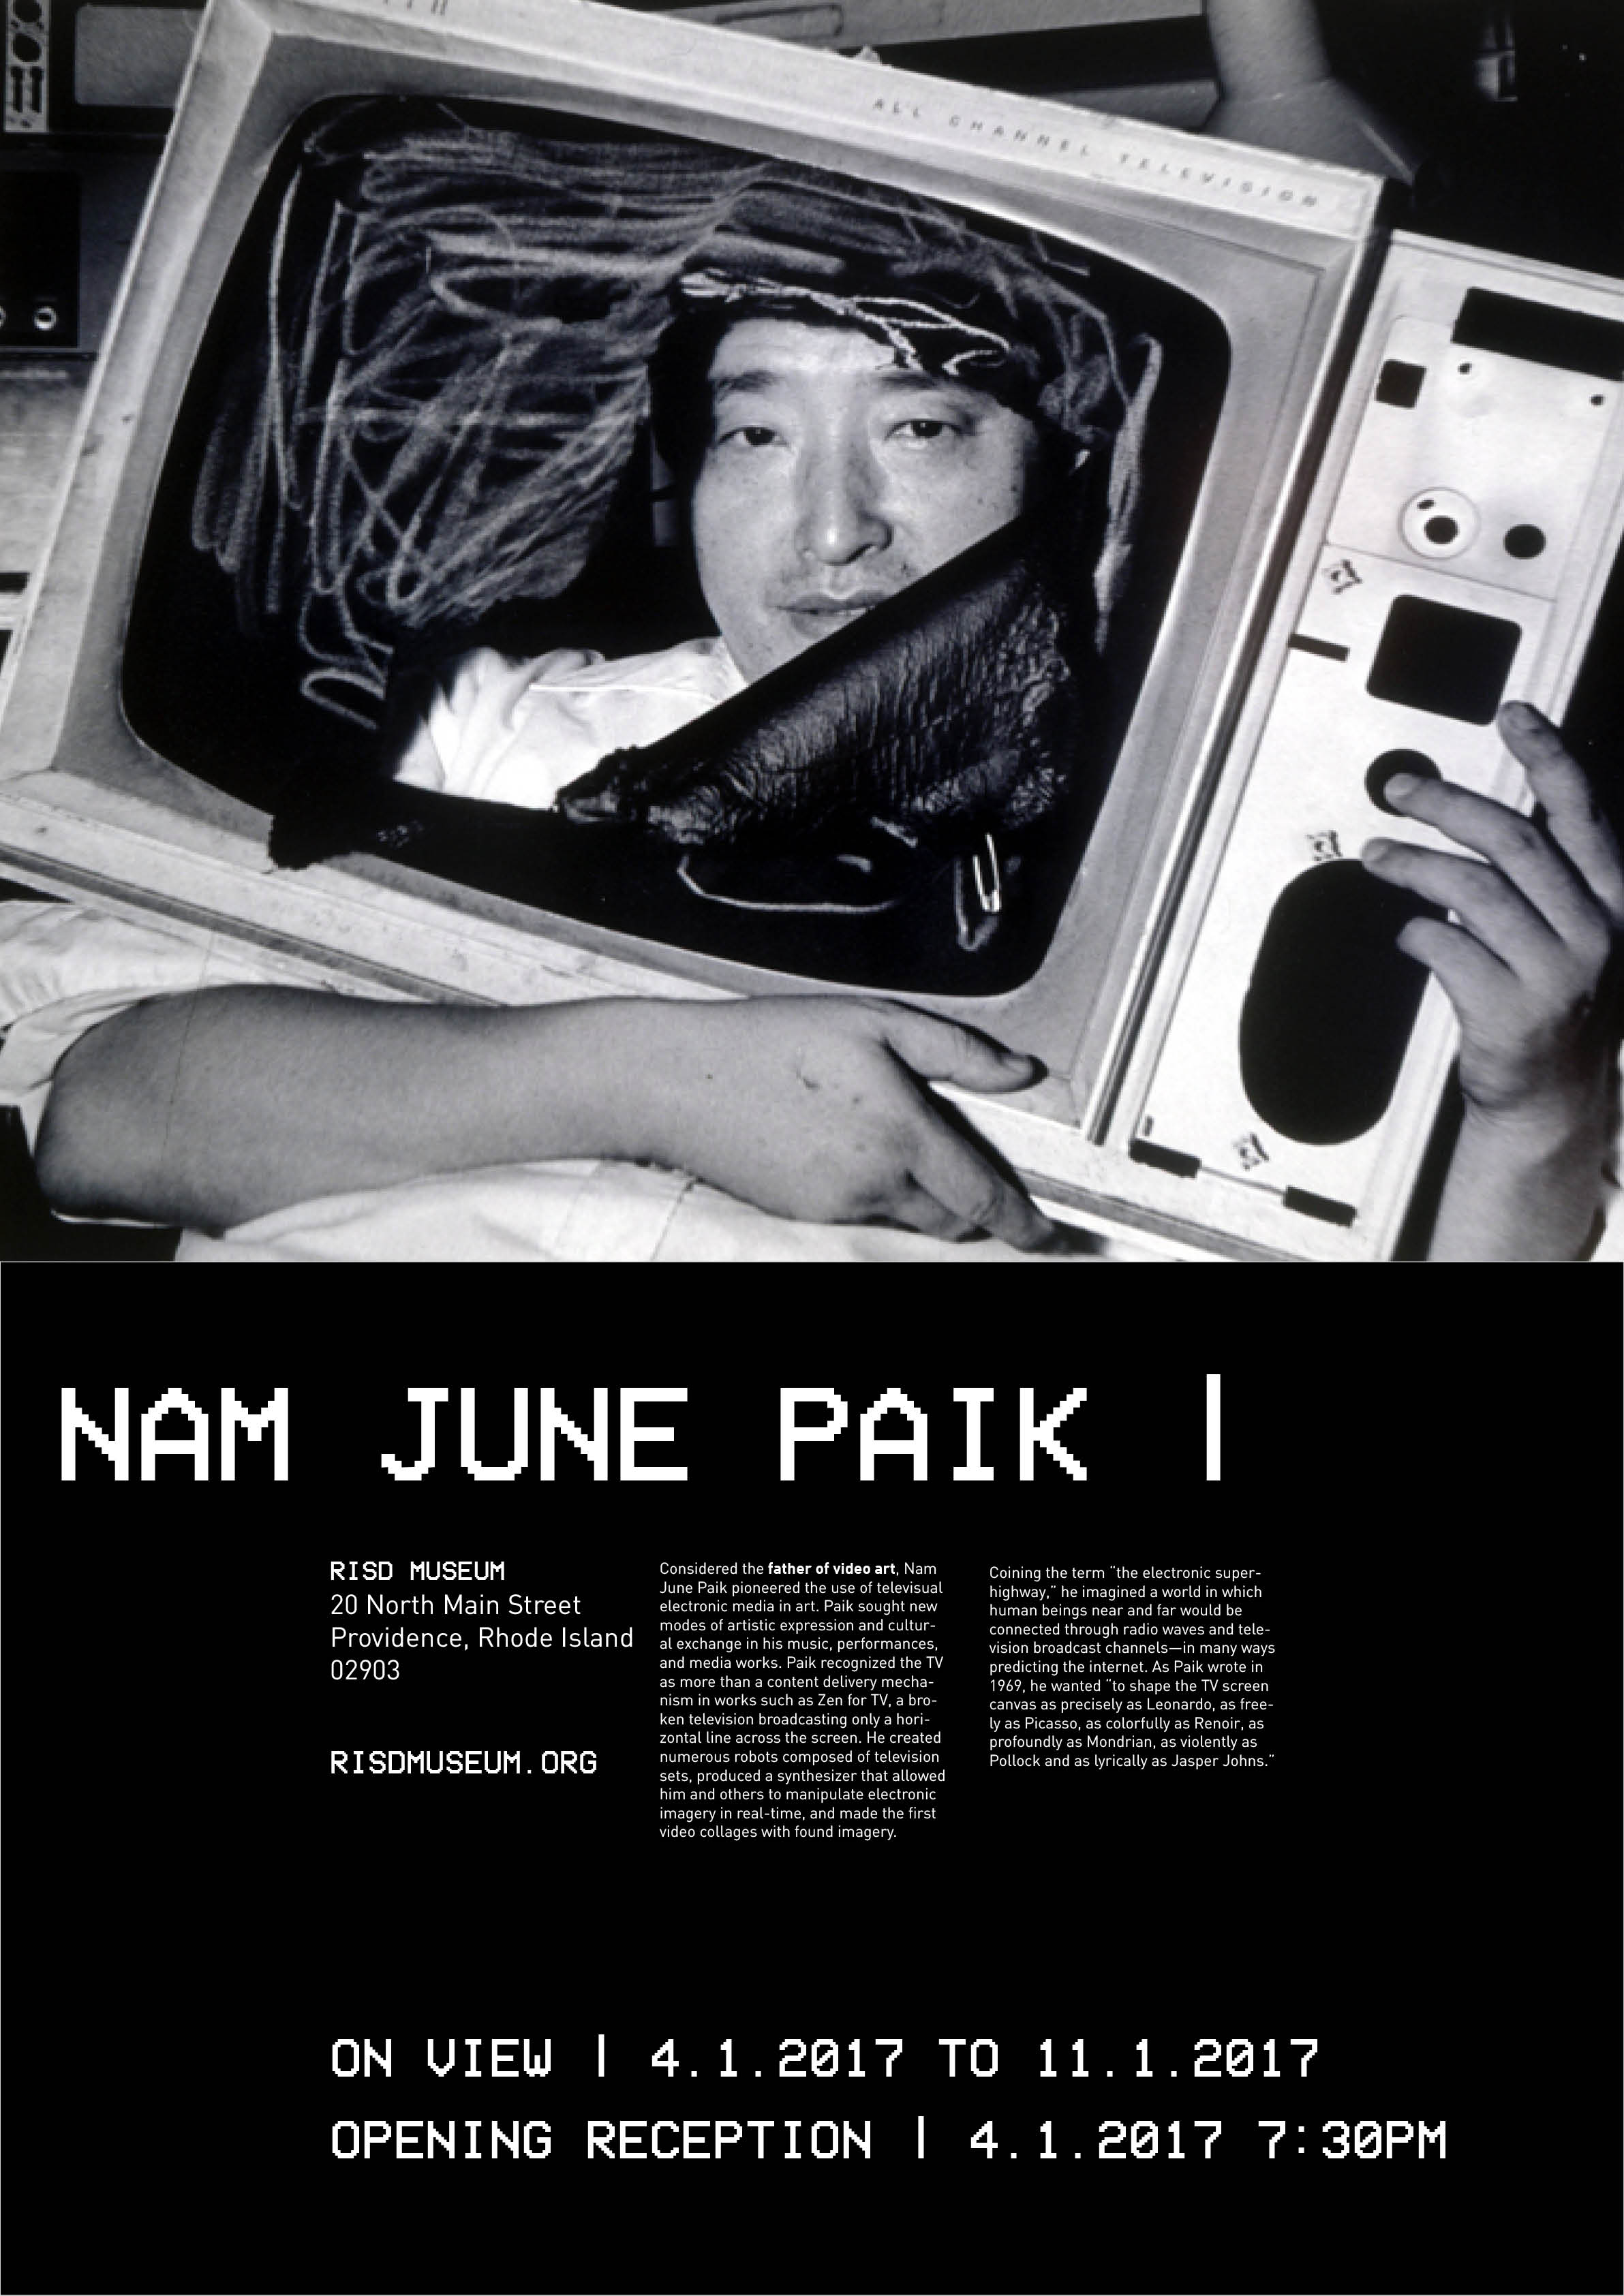 ALL CHANNEL TELEVISION
NAM JUNE PAIK |
RISD MUSEUM
20 North Main Street
Providence, Rhode Island
02903
RISDMUSEUM.ORG
Considered the father of video art, Nam
June Paik pioneered the use of televisual
electronic media in art. Paik sought new
modes of artistic expression and cultur-
al exchange in his music, performances,
and media works. Paik recognized the TV
as more than a content delivery mecha-
nism in works such as Zen for TV, a bro-
ken television broadcasting only a hori-
zontal line across the screen. He created
numerous robots composed of television
sets, produced a synthesizer that allowed
him and others to manipulate electronic
imagery in real-time, and made the first
video collages with found imagery.
Coining the term “the electronic super-
highway,” he imagined a world in which
human beings near and far would be
connected through radio waves and tele-
vision broadcast channels—in many ways
predicting the internet. As Paik wrote in
1969, he wanted “to shape the TV screen
canvas as precisely as Leonardo, as free-
ly as Picasso, as colorfully as Renoir, as
profoundly as Mondrian, as violently as
Pollock and as lyrically as Jasper Johns.”
ON VIEW | 4.1.2017 TO 11.1.2017
OPENING RECEPTION | 4.1.2017 7:30PM